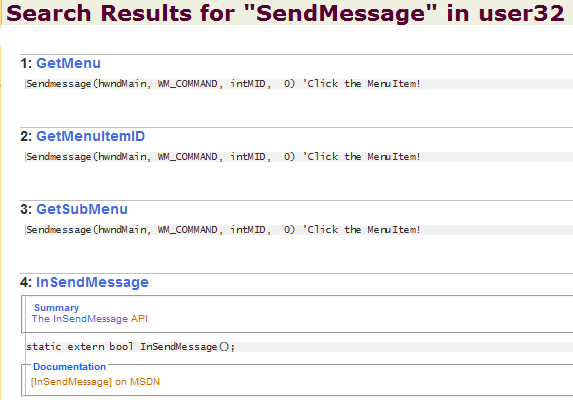 Search Results for "SendMessage" in user32
1: GetMenu
Sendmessage(hwndMain, WM_COMMAND, intMID,  0) 'Click the MenuItem!
2: GetMenuItemID
Sendmessage(hwndMain, WM_COMMAND, intMID,  0) 'Click the MenuItem!
3: GetSubMenu
Sendmessage(hwndMain, WM_COMMAND, intMID,  0) 'Click the MenuItem!
4: InSendMessage
Summary
The InSendMessage API
static extern bool InSendMessage();
Documentation
[InSendMessage] on MSDN